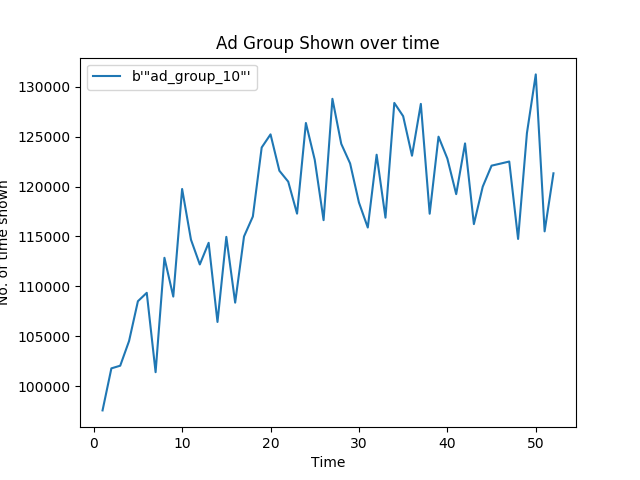 Ad Group Shown over time
b'"ad_group_10"'
130000
125000
120000
115000
110000
105000
100000
No. of time shown
0 10 20 30 40 50
Time